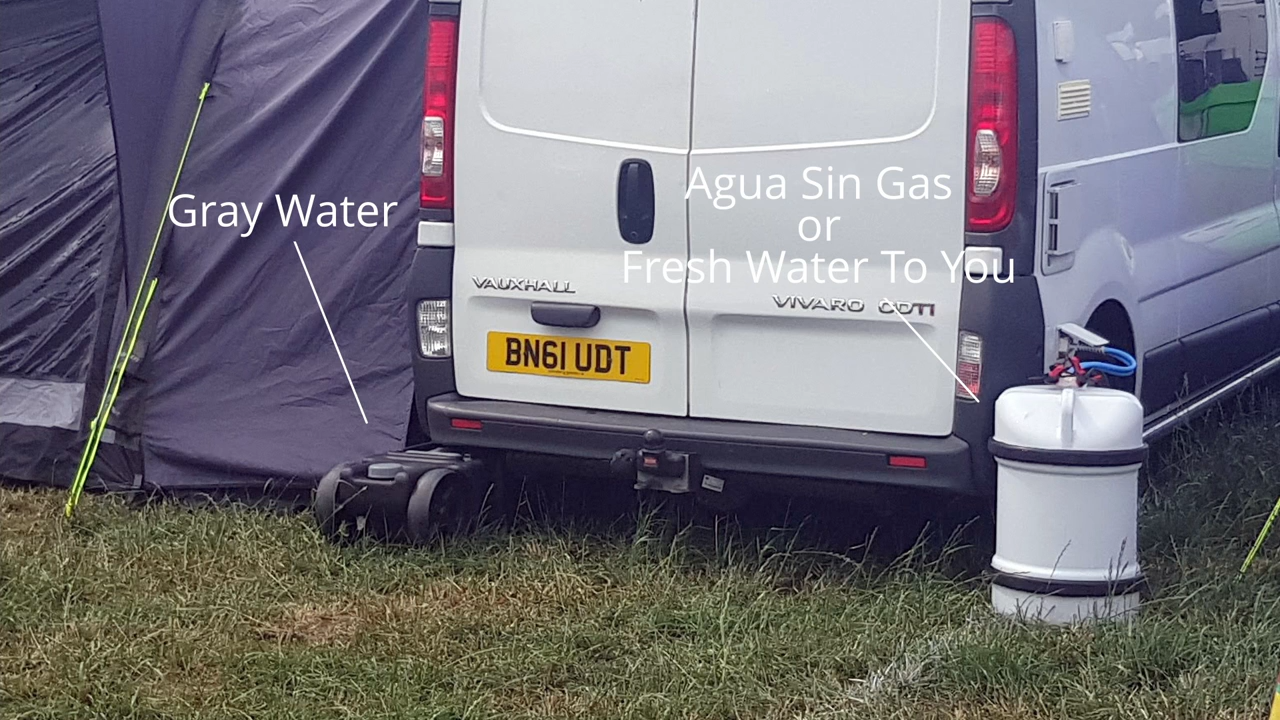 Gray Water
Agua Sin Gas
or
Fresh Water To You
VAUXHALL
VIVARO CDTI
BN61 UDT